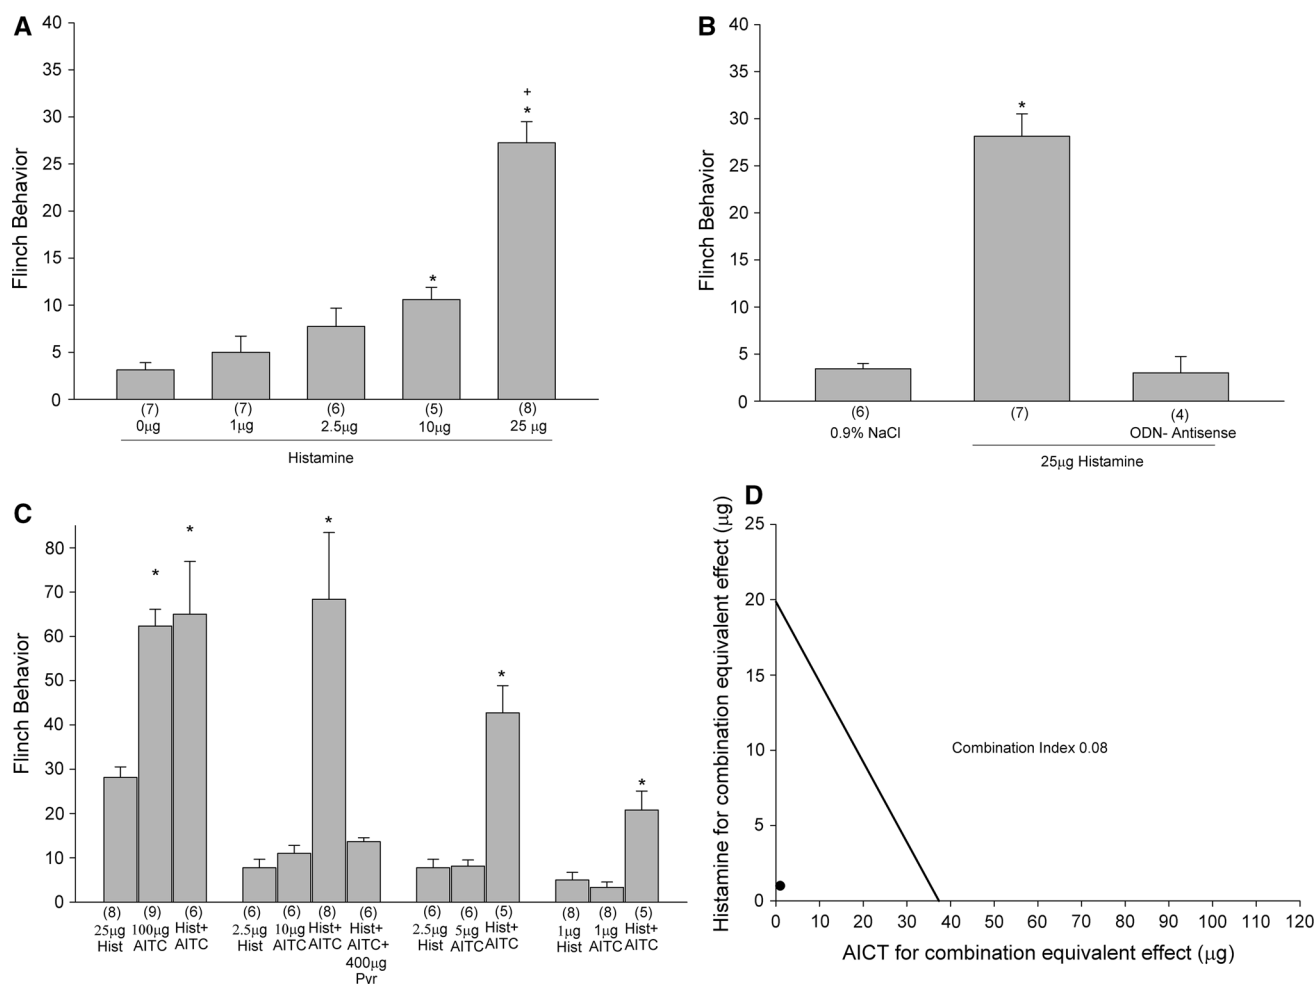 A
40
35
30
25
20
15
10
5
0
Flinch Behavior
+
*
*
(7) (7) (6) (5) (8)
0µg 1µg 2.5µg 10µg 25 µg
Histamine
B
40
35
30
25
20
15
10
5
0
Flinch Behavior
*
(6) (7) (4)
0.9% NaCl ODN- Antisense
25µg Histamine
C
80
70
60
50
40
30
20
10
0
Flinch Behavior
* * * * *
(8) (9) (6) (6) (6) (8) (6) (6) (6) (5) (8) (8) (5)
25µg 100µg Hist+ 2.5µg 10µg Hist+ Hist+ 2.5µg 5µg Hist+ 1µg 1µg Hist+
Hist AITC AITC Hist AITC AITC AITC+ Hist AITC AITC Hist AITC AITC
400µg
Pyr
D
25
20
15
10
5
0
Histamine for combination equivalent effect (µg)
Combination Index 0.08
0 10 20 30 40 50 60 70 80 90 100 110 120
AICT for combination equivalent effect (µg)